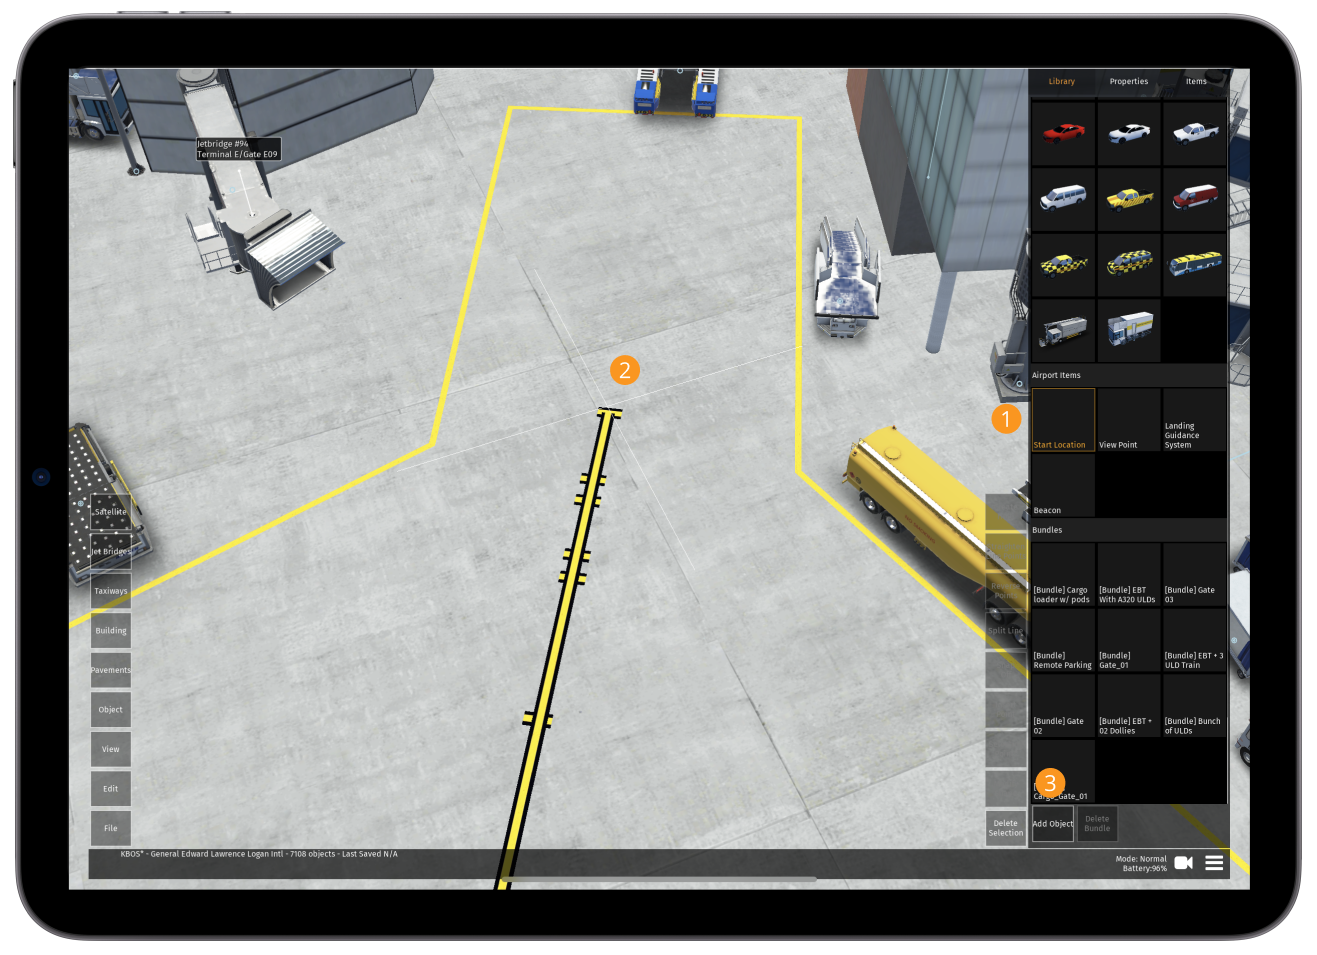 Library
Properties
Items
Jetbridge #94
Terminal E/Gate E09
2
Airport Items
1
Start Location
View Point
Landing
Guidance
System
Beacon
Bundles
Satellite
Jet Bridges
Taxiways
Building
Pavements
Object
View
Edit
File
Points
Split Line
Delete
Selection
[Bundle] Cargo
loader w/ pods
[Bundle] EBT
With A320 ULDs
[Bundle] Gate
03
[Bundle]
Remote Parking
[Bundle]
Gate_01
[Bundle] EBT + 3
ULD Train
[Bundle] Gate
02
[Bundle] EBT +
02 Dollies
[Bundle] Bunch
of ULDs
3
Cargo_Gate_01
Add Object
Delete
Bundle
KBOS* - General Edward Lawrence Logan Intl - 7108 objects - Last Saved N/A
Mode: Normal
Battery:96%